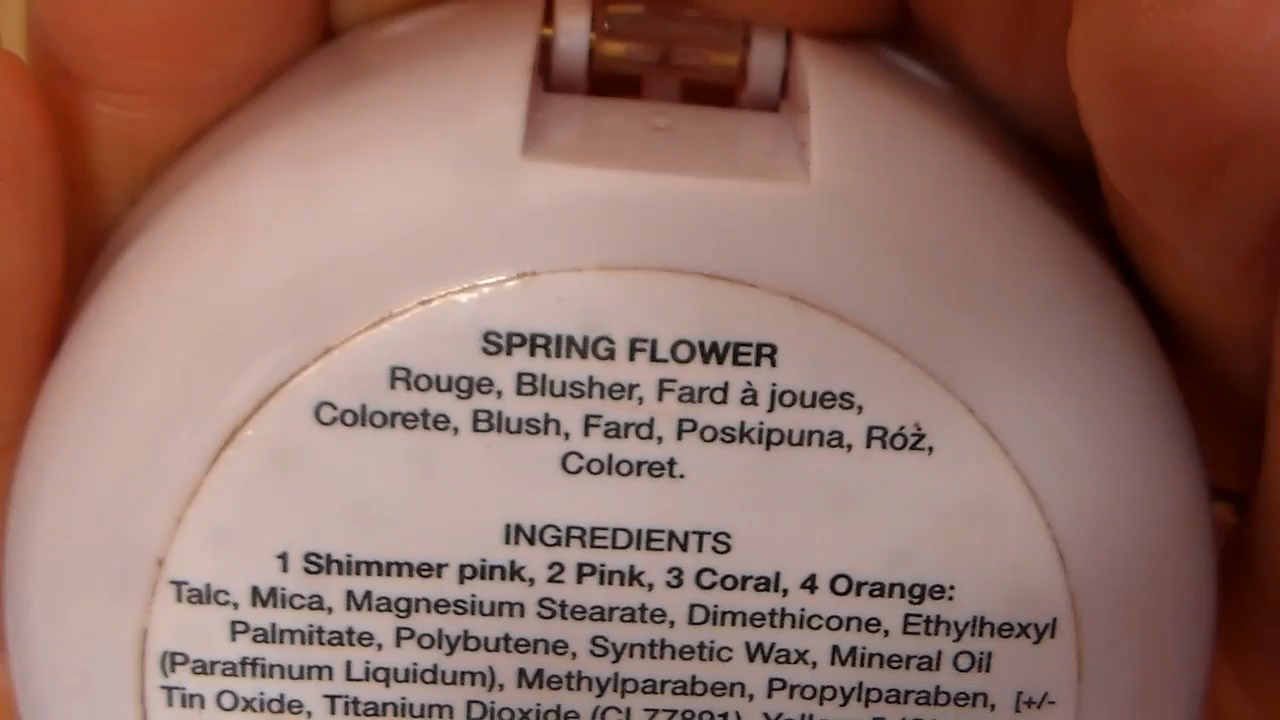 SPRING FLOWER
Rouge, Blusher, Fard à joues,
Colorete, Blush, Fard, Poskipuna, Róż,
Coloret.
INGREDIENTS
1 Shimmer pink, 2 Pink, 3 Coral, 4 Orange:
Talc, Mica, Magnesium Stearate, Dimethicone, Ethylhexyl
Palmitate, Polybutene, Synthetic Wax, Mineral Oil
(Paraffinum Liquidum), Methylparaben, Propylparaben, [+/-
Tin Oxide, Titanium Dioxide (CI 77891),